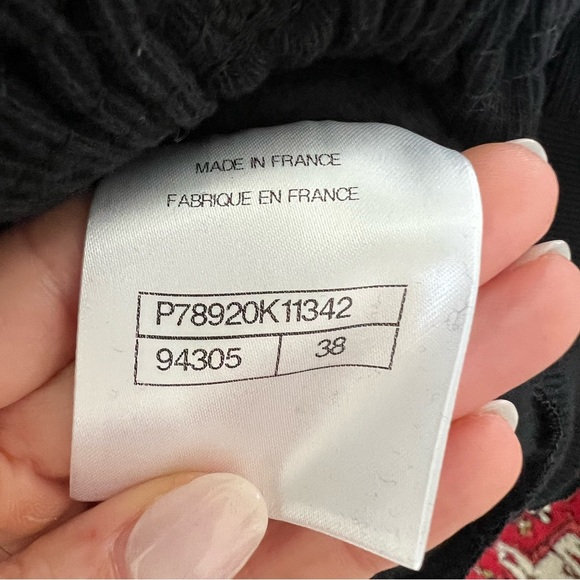 MADE IN FRANCE
FABRIQUE EN FRANCE
P78920K11342
94305 38